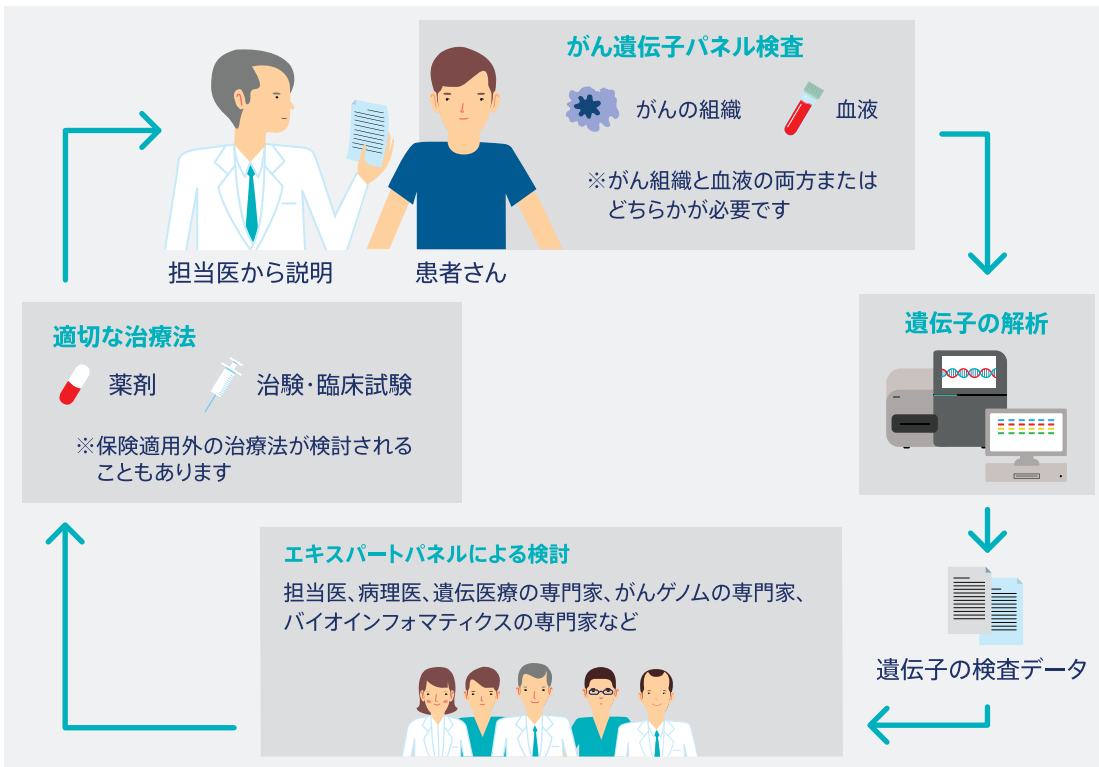 がん遺伝子パネル検査
がんの組織
血液
※がん組織と血液の両方または
どちらかが必要です
担当医から説明
患者さん
遺伝子の解析
遺伝子の検査データ
エキスパートパネルによる検討
担当医、病理医、遺伝医療の専門家、がんゲノムの専門家、
バイオインフォマティクスの専門家など
適切な治療法
薬剤
治験・臨床試験
※保険適用外の治療法が検討される
こともあります